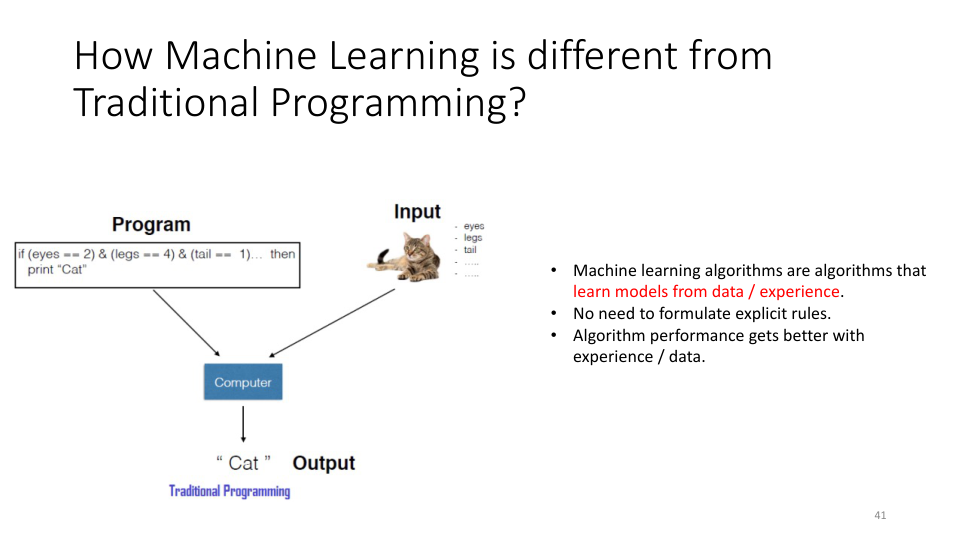 How Machine Learning is different from
Traditional Programming?
Program
if (eyes == 2) & (legs == 4) & (tail == 1)... then
print “Cat”
Input
- eyes
- legs
- tail
- .....
- .....
Computer
“ Cat ”
Output
Traditional Programming
• Machine learning algorithms are algorithms that
learn models from data / experience.
• No need to formulate explicit rules.
• Algorithm performance gets better with
experience / data.
41